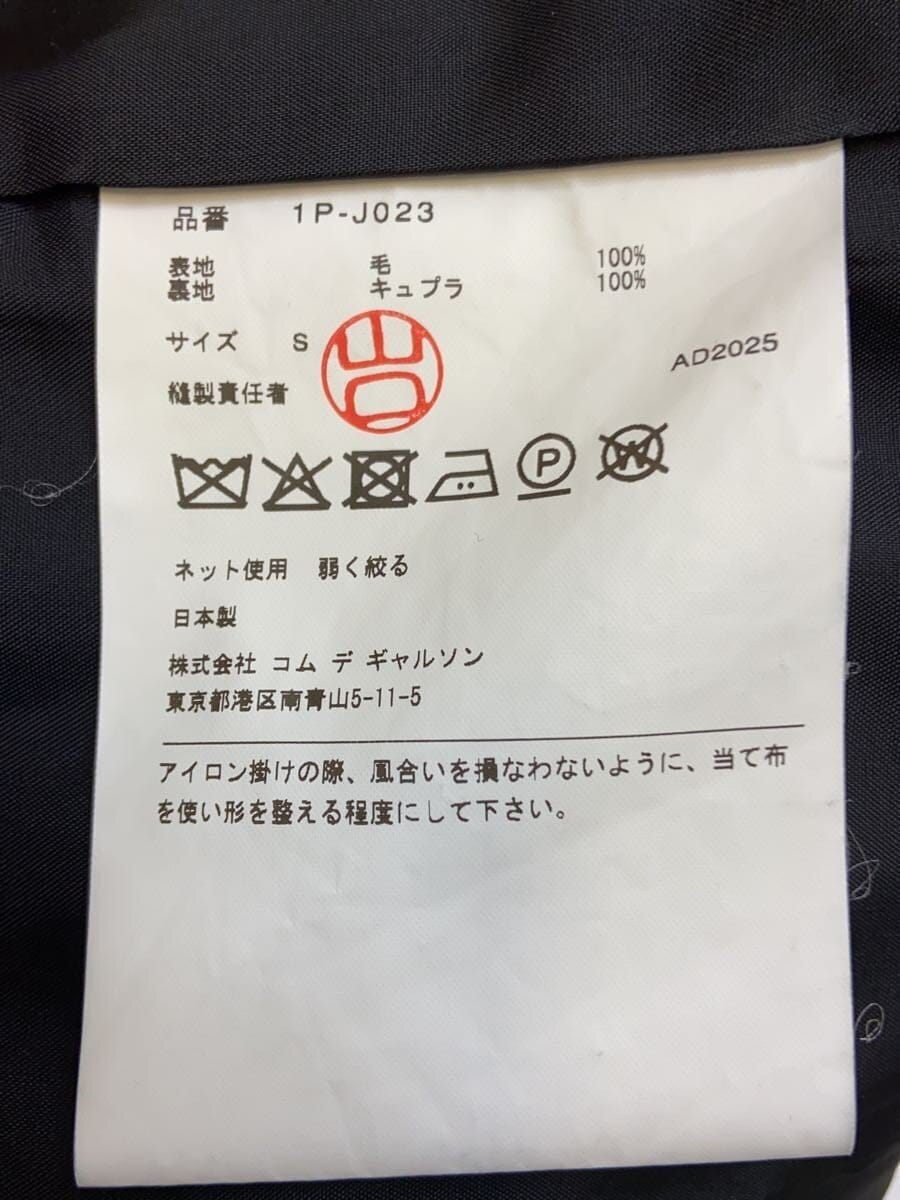 品番 1P-J023
表地 毛 100%
裏地 キュプラ 100%
サイズ S
AD2025
縫製責任者
P
W
ネット使用 弱く絞る
日本製
株式会社 コム デ ギャルソン
東京都港区南青山5-11-5
アイロン掛けの際、風合いを損なわないように、当て布
を使い形を整える程度にして下さい。